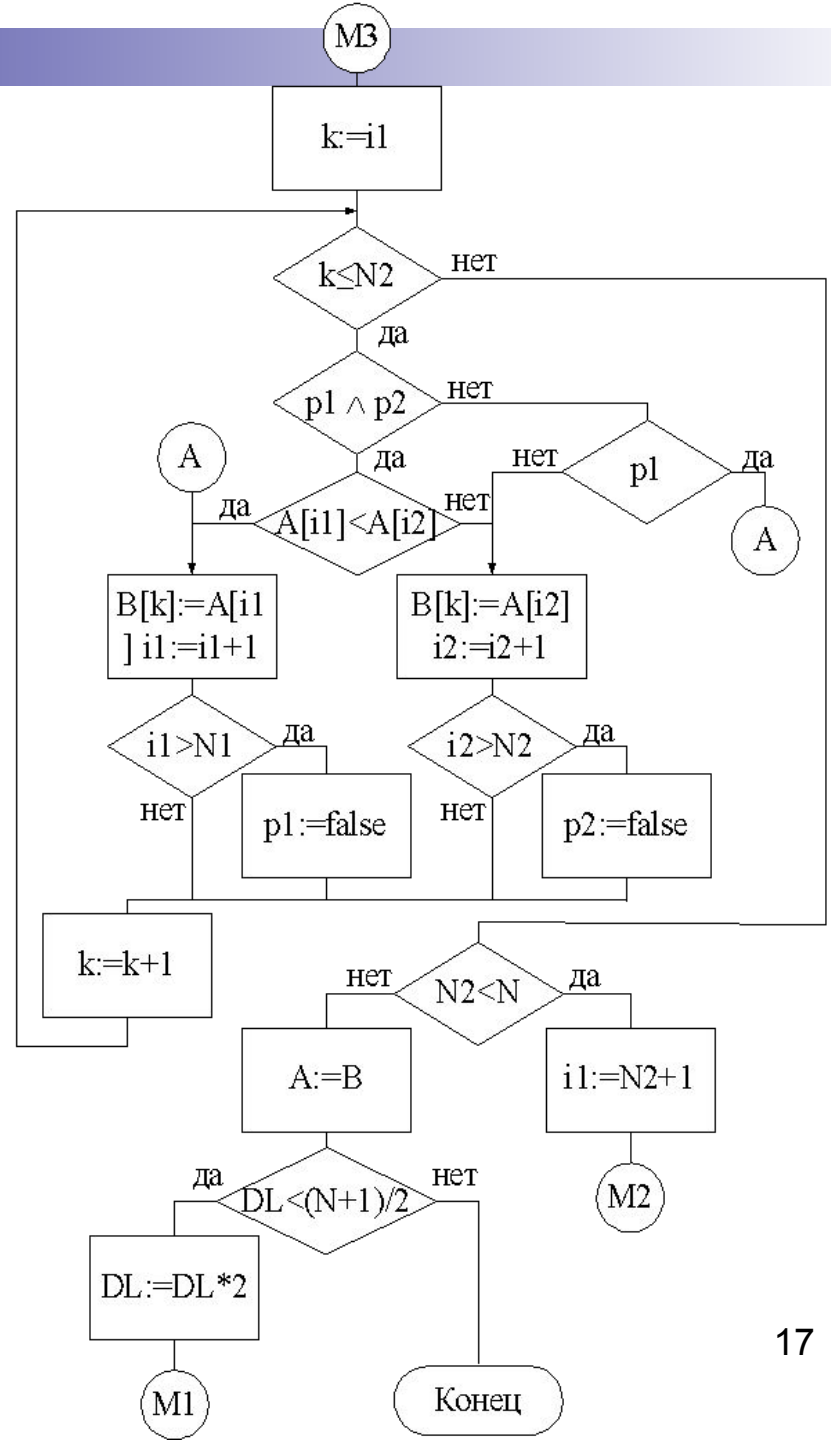 M3
k:=i1
k≤N2
нет
да
p1 ∧ p2
нет
A
да
нет
p1
да
да
A[i1]<A[i2]
нет
A
B[k]:=A[i1
] i1:=i1+1
B[k]:=A[i2]
i2:=i2+1
i1>N1
да
i2>N2
да
нет
p1:=false
нет
p2:=false
k:=k+1
нет
N2<N
да
A:=B
i1:=N2+1
да
DL<(N+1)/2
нет
M2
DL:=DL*2
17
M1
Конец